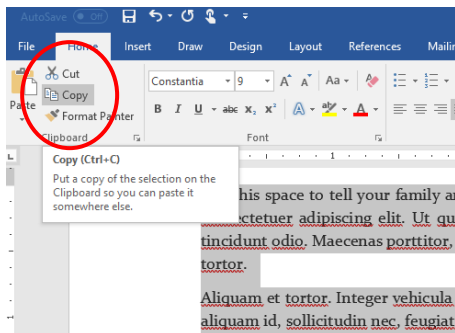 AutoSave Off
File Home Insert Draw Design Layout References Mailin
Cut
Copy
Paste
Format Painter
Clipboard
Constantia 9 A A Aa
B I U abc X₂ X² A ab A
Font
Copy (Ctrl+C)
Put a copy of the selection on the
Clipboard so you can paste it
somewhere else.
1
his space to tell your family a
ectetuer adipiscing elit. Ut qu
tincidunt odio. Maecenas porttitor,
tortor.
Aliquam et tortor. Integer vehicula
aliquam id, sollicitudin nec, feugiat